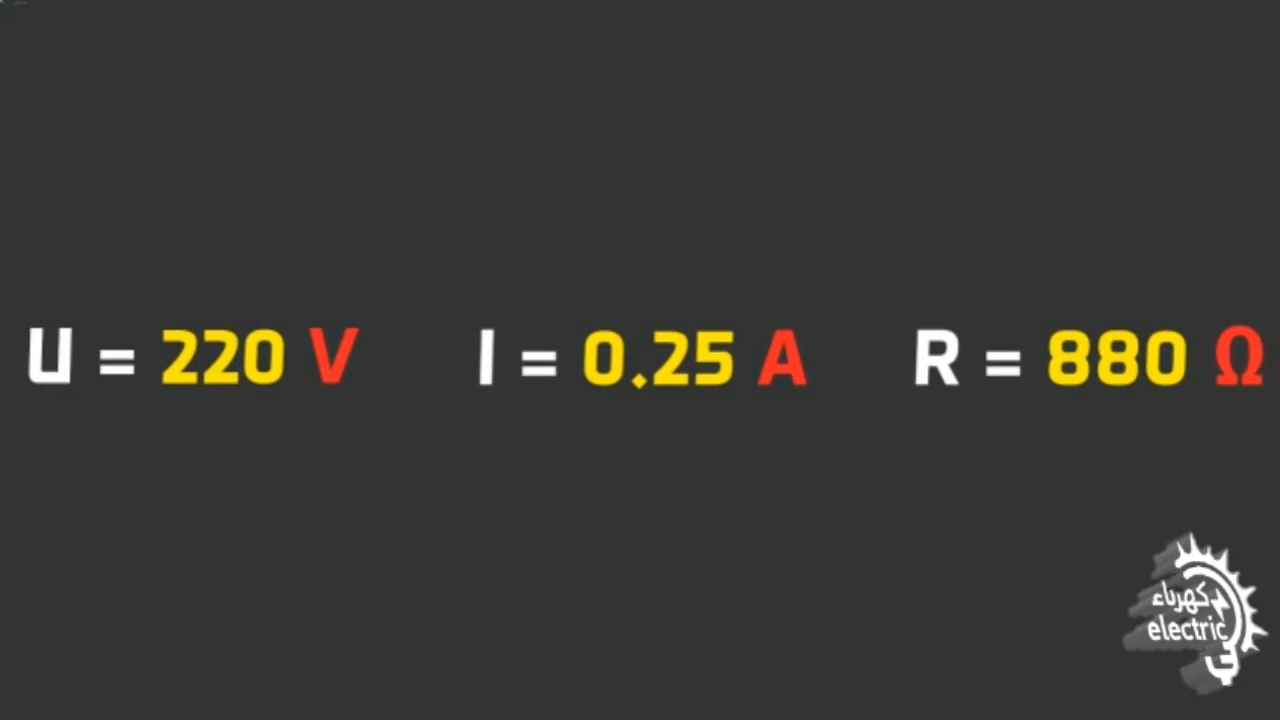 U = 220 V I = 0.25 A R = 880 Ω
كهرباء
electric